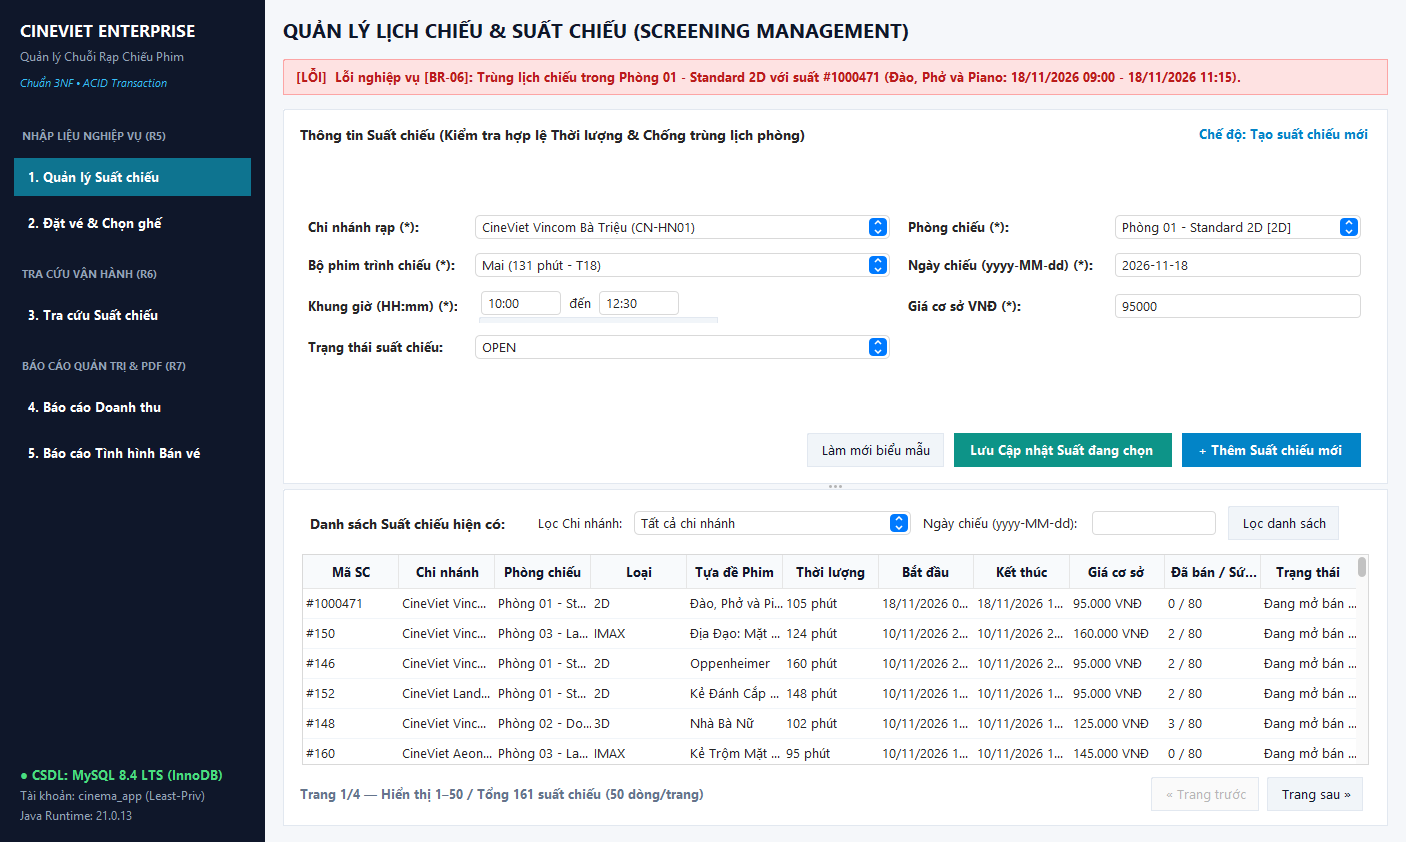 CINEVIET ENTERPRISE
Quản lý Chuỗi Rạp Chiếu Phim
Chuẩn 3NF • ACID Transaction
NHẬP LIỆU NGHIỆP VỤ (R5)
1. Quản lý Suất chiếu
2. Đặt vé & Chọn ghế
TRA CỨU VẬN HÀNH (R6)
3. Tra cứu Suất chiếu
BÁO CÁO QUẢN TRỊ & PDF (R7)
4. Báo cáo Doanh thu
5. Báo cáo Tình hình Bán vé
● CSDL: MySQL 8.4 LTS (InnoDB)
Tài khoản: cinema_app (Least-Priv)
Java Runtime: 21.0.13
QUẢN LÝ LỊCH CHIẾU & SUẤT CHIẾU (SCREENING MANAGEMENT)
[LỖI] Lỗi nghiệp vụ [BR-06]: Trùng lịch chiếu trong Phòng 01 - Standard 2D với suất #1000471 (Đào, Phở và Piano: 18/11/2026 09:00 - 18/11/2026 11:15).
Thông tin Suất chiếu (Kiểm tra hợp lệ Thời lượng & Chống trùng lịch phòng) Chế độ: Tạo suất chiếu mới
Chi nhánh rạp (*): CineViet Vincom Bà Triệu (CN-HN01) Phòng chiếu (*): Phòng 01 - Standard 2D [2D]
Bộ phim trình chiếu (*): Mai (131 phút - T18) Ngày chiếu (yyyy-MM-dd) (*): 2026-11-18
Khung giờ (HH:mm) (*): 10:00 đến 12:30 Giá cơ sở VNĐ (*): 95000
Trạng thái suất chiếu: OPEN
Làm mới biểu mẫu Lưu Cập nhật Suất đang chọn + Thêm Suất chiếu mới
Danh sách Suất chiếu hiện có: Lọc Chi nhánh: Tất cả chi nhánh Ngày chiếu (yyyy-MM-dd): Lọc danh sách
Mã SC Chi nhánh Phòng chiếu Loại Tựa đề Phim Thời lượng Bắt đầu Kết thúc Giá cơ sở Đã bán / Sứ... Trạng thái
#1000471 CineViet Vinc... Phòng 01 - St... 2D Đào, Phở và Pi... 105 phút 18/11/2026 0... 18/11/2026 1... 95.000 VNĐ 0 / 80 Đang mở bán ...
#150 CineViet Vinc... Phòng 03 - La... IMAX Địa Đạo: Mặt ... 124 phút 10/11/2026 2... 10/11/2026 2... 160.000 VNĐ 2 / 80 Đang mở bán ...
#146 CineViet Vinc... Phòng 01 - St... 2D Oppenheimer 160 phút 10/11/2026 2... 10/11/2026 2... 95.000 VNĐ 2 / 80 Đang mở bán ...
#152 CineViet Land... Phòng 01 - St... 2D Kẻ Đánh Cắp ... 148 phút 10/11/2026 1... 10/11/2026 1... 95.000 VNĐ 2 / 80 Đang mở bán ...
#148 CineViet Vinc... Phòng 02 - Do... 3D Nhà Bà Nữ 102 phút 10/11/2026 1... 10/11/2026 1... 125.000 VNĐ 3 / 80 Đang mở bán ...
#160 CineViet Aeon... Phòng 03 - La... IMAX Kẻ Trộm Mặt ... 95 phút 10/11/2026 1... 10/11/2026 1... 145.000 VNĐ 0 / 80 Đang mở bán ...
Trang 1/4 — Hiển thị 1–50 / Tổng 161 suất chiếu (50 dòng/trang) « Trang trước Trang sau »